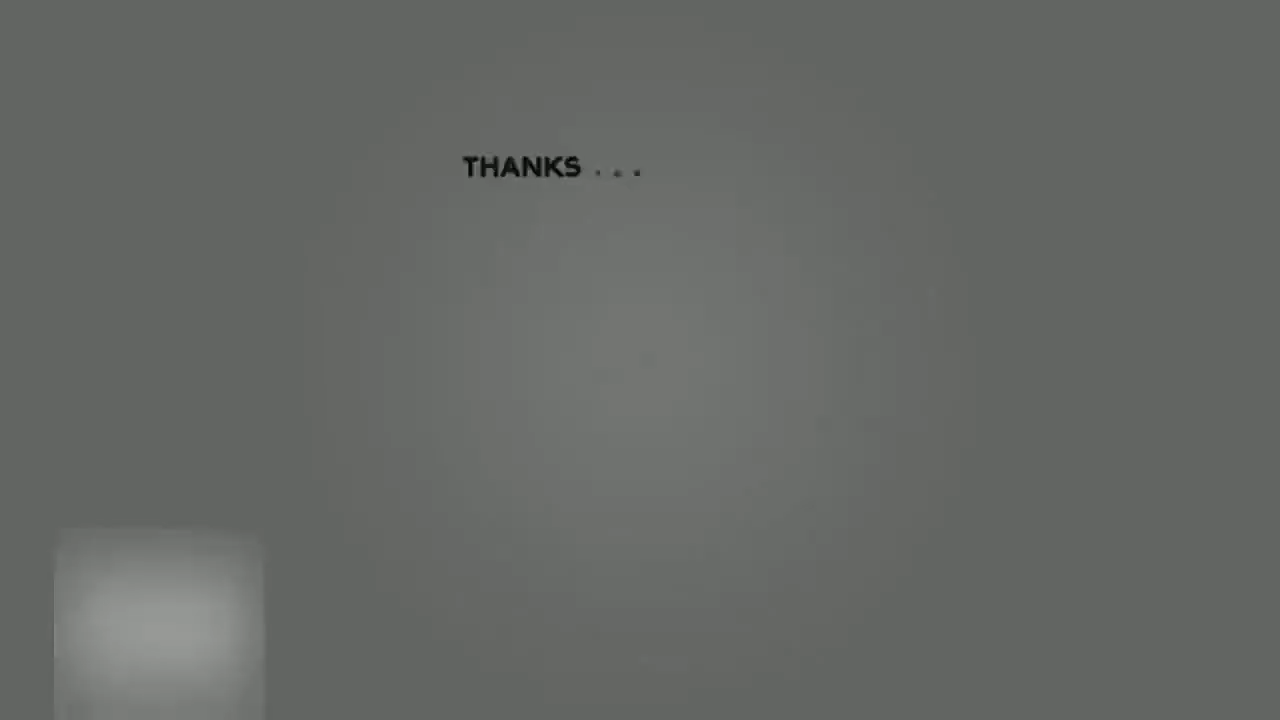 THANKS . . .